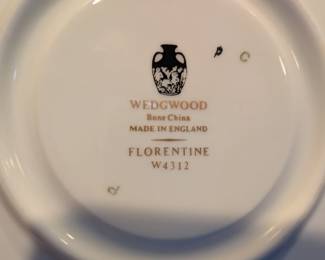 WEDGWOOD
Bone China
MADE IN ENGLAND
FLORENTINE
W4312